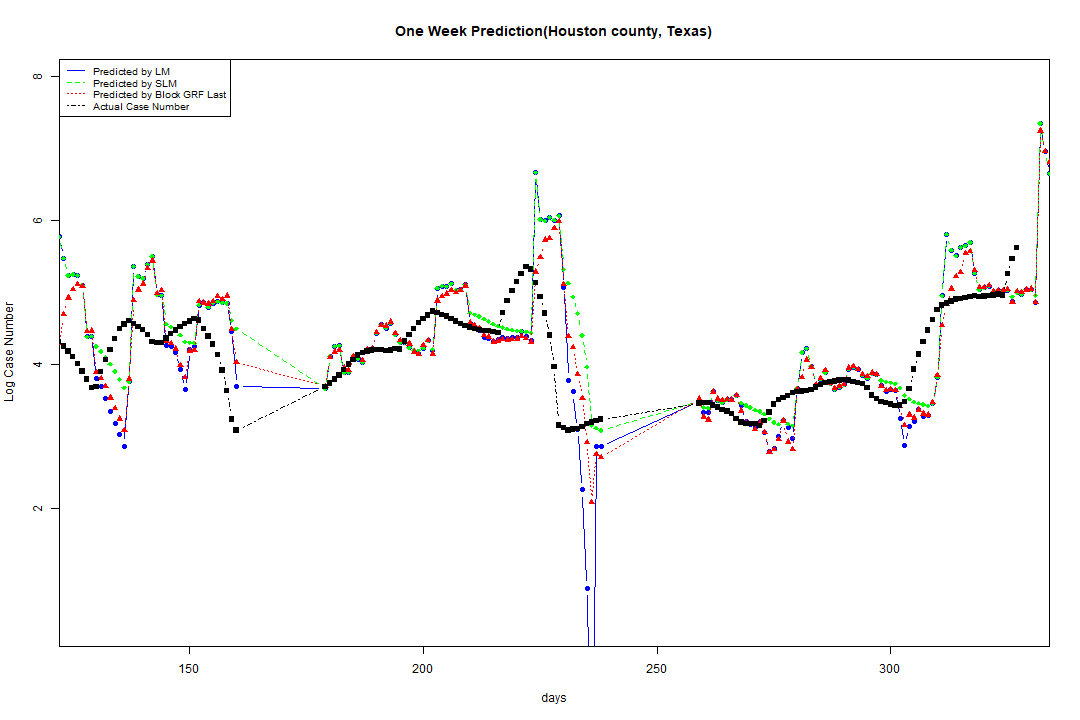 One Week Prediction(Houston county, Texas)
Predicted by LM
Predicted by SLM
Predicted by Block GRF Last
Actual Case Number
Log Case Number
8
6
4
2
150
200
250
300
days